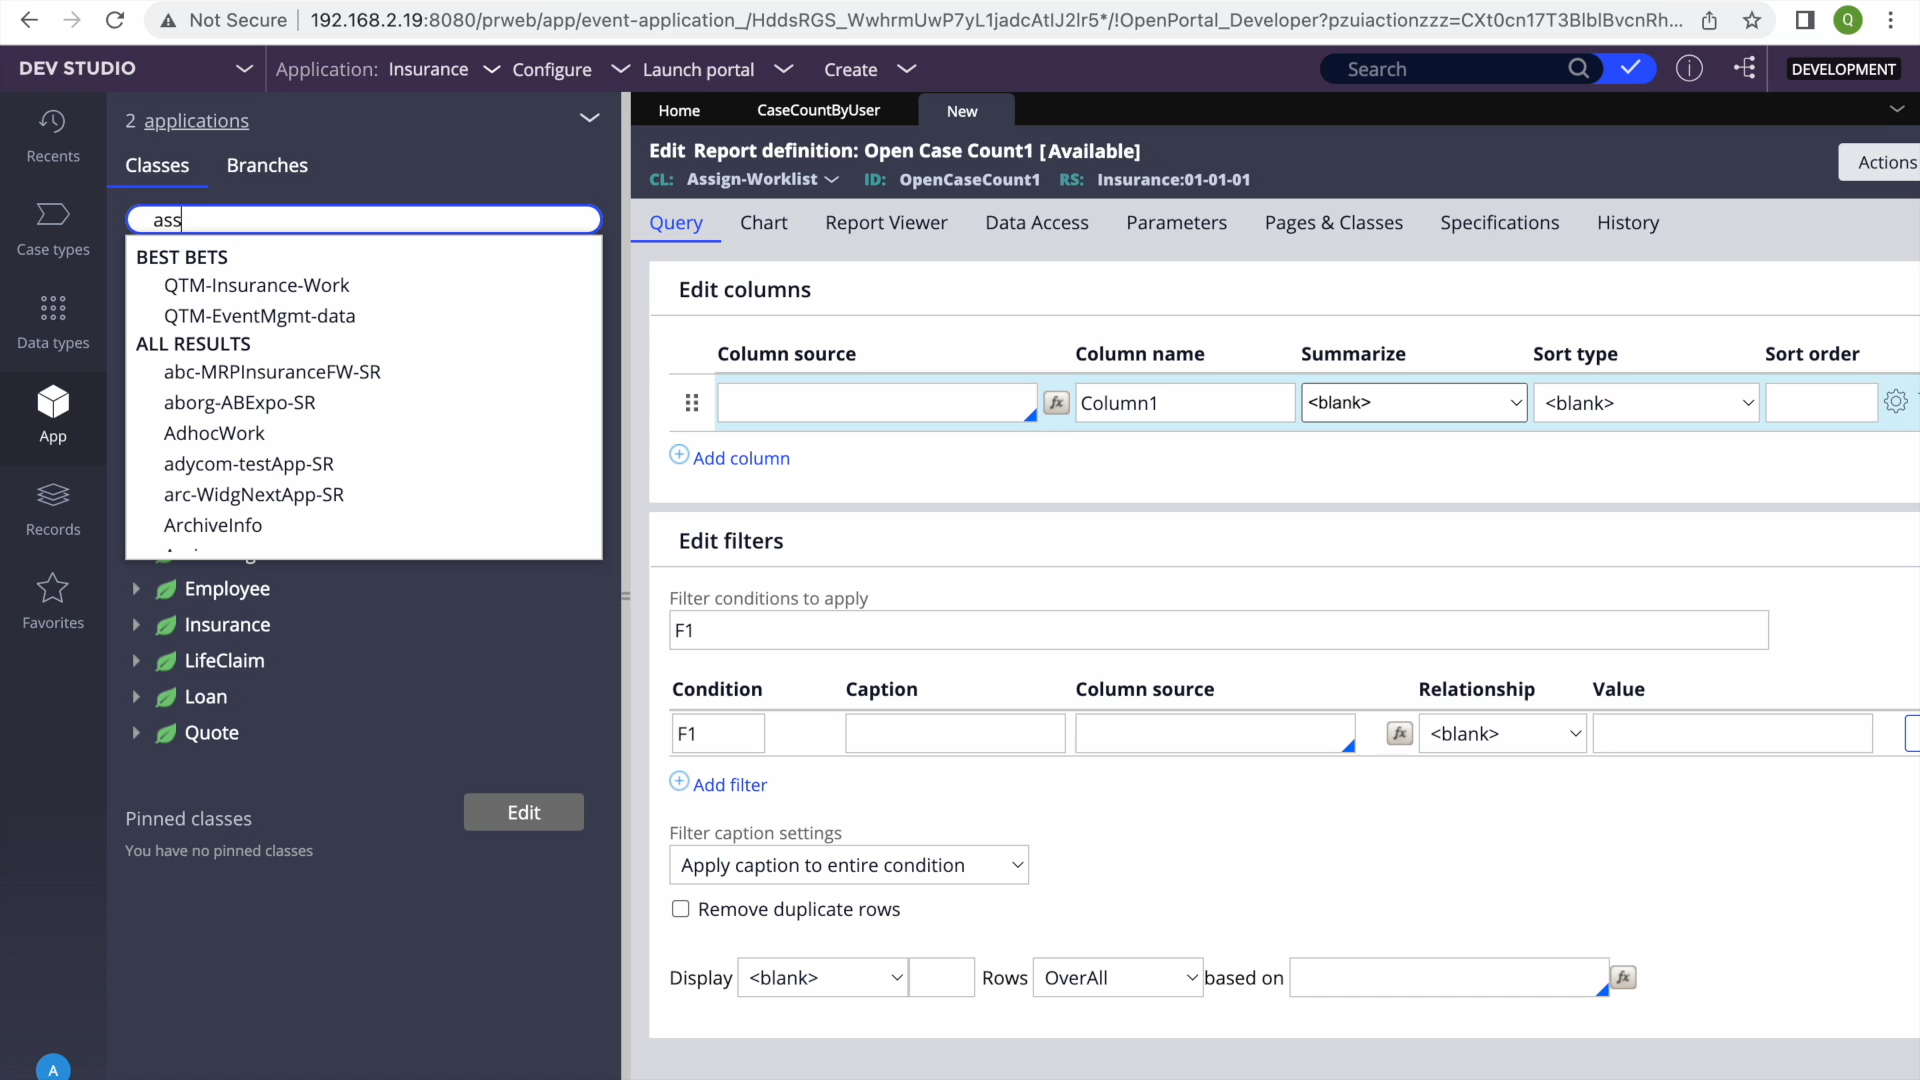 Not Secure 192.168.2.19:8080/prweb/app/event-application_/HddsRGS_WwhrmUwP7yL1jadcAtIJ2lr5*/!OpenPortal_Developer?pzuiactionzzz=CXt0cn17T3BlblBvcnRh... Q
DEV STUDIO Application: Insurance Configure Launch portal Create Search DEVELOPMENT
Recents
Case types
Data types
App
Records
Favorites
A
2 applications
Classes Branches
ass
BEST BETS
QTM-Insurance-Work
QTM-EventMgmt-data
ALL RESULTS
abc-MRPInsuranceFW-SR
aborg-ABExpo-SR
AdhocWork
adycom-testApp-SR
arc-WidgNextApp-SR
ArchiveInfo
Employee
Insurance
LifeClaim
Loan
Quote
Pinned classes Edit
You have no pinned classes
Home CaseCountByUser New
Edit Report definition: Open Case Count1 [Available]
CL: Assign-Worklist ID: OpenCaseCount1 RS: Insurance:01-01-01
Actions
Query Chart Report Viewer Data Access Parameters Pages & Classes Specifications History
Edit columns
Column source Column name Summarize Sort type Sort order
fx Column1 <blank> <blank>
Add column
Edit filters
Filter conditions to apply
F1
Condition Caption Column source Relationship Value
F1 fx <blank>
Add filter
Filter caption settings
Apply caption to entire condition
Remove duplicate rows
Display <blank> Rows OverAll based on fx